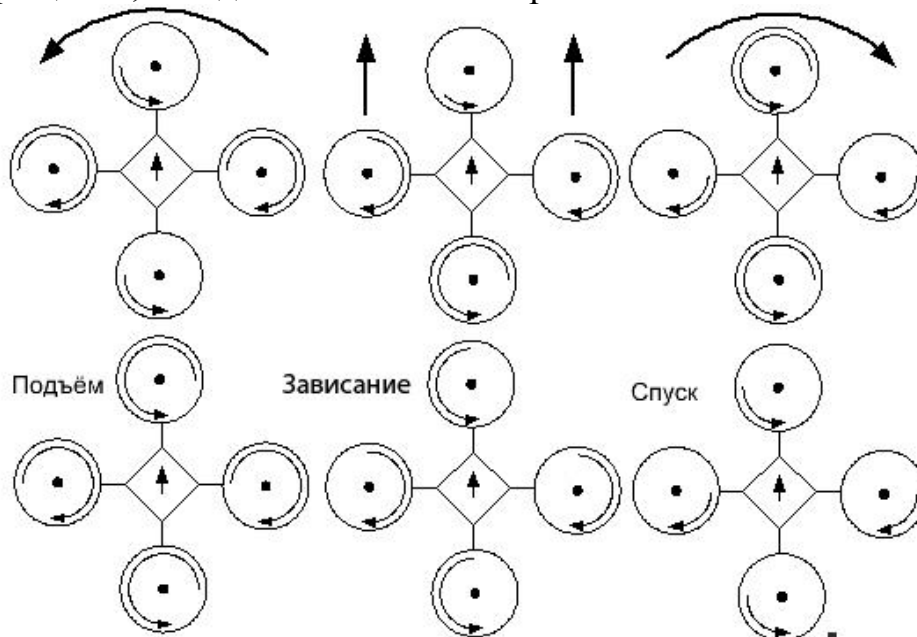 Подъём
Зависание
Спуск